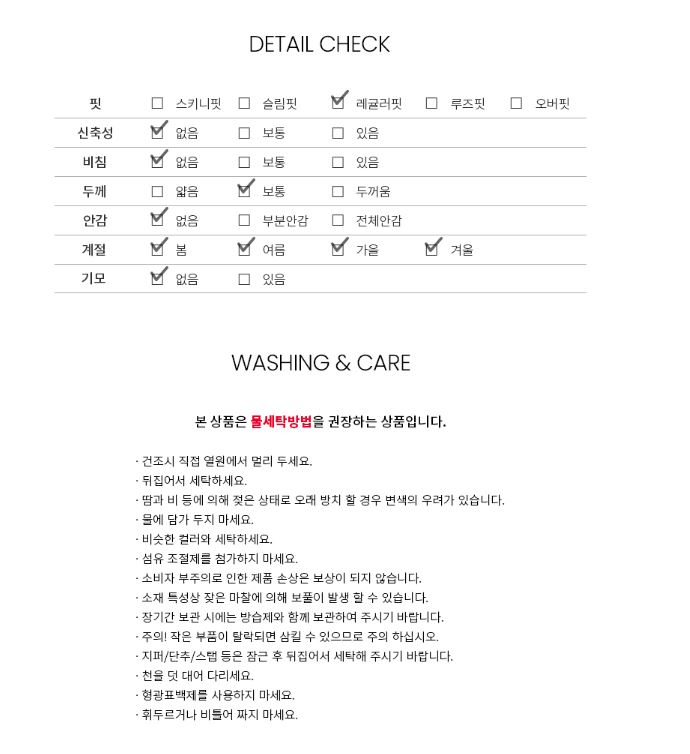 DETAIL CHECK
핏 스키니핏 슬림핏 레귤러핏 루즈핏 오버핏
신축성 없음 보통 있음
비침 없음 보통 있음
두께 얇음 보통 두꺼움
안감 없음 부분안감 전체안감
계절 봄 여름 가을 겨울
기모 없음 있음
WASHING & CARE
본 상품은 물세탁방법을 권장하는 상품입니다.
· 건조시 직접 열원에서 멀리 두세요.
· 뒤집어서 세탁하세요.
· 땀과 비 등에 의해 젖은 상태로 오래 방치 할 경우 변색의 우려가 있습니다.
· 물에 담가 두지 마세요.
· 비슷한 컬러와 세탁하세요.
· 섬유 조절제를 첨가하지 마세요.
· 소비자 부주의로 인한 제품 손상은 보상이 되지 않습니다.
· 소재 특성상 잦은 마찰에 의해 보풀이 발생 할 수 있습니다.
· 장기간 보관 시에는 방습제와 함께 보관하여 주시기 바랍니다.
· 주의! 작은 부품이 탈락되면 삼킬 수 있으므로 주의 하십시오.
· 지퍼/단추/스탭 등은 잠근 후 뒤집어서 세탁해 주시기 바랍니다.
· 천을 덧 대어 다리세요.
· 형광표백제를 사용하지 마세요.
· 휘두르거나 비틀어 짜지 마세요.